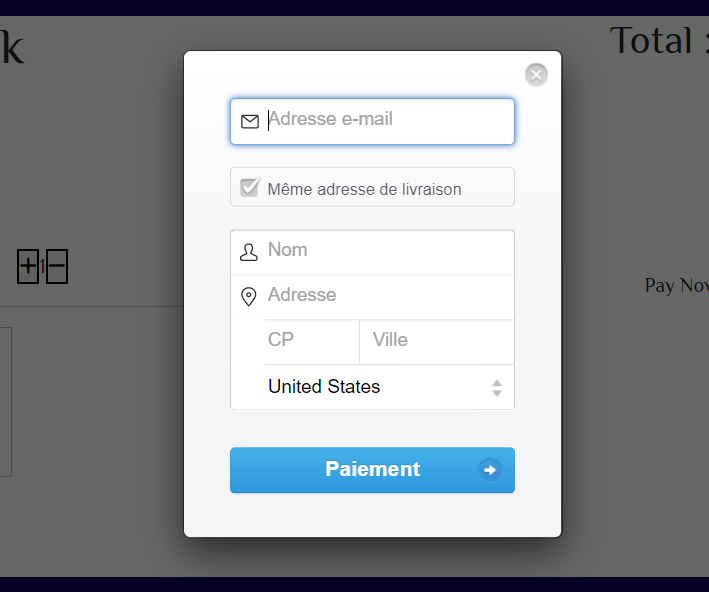 k
Total :
Adresse e-mail
Même adresse de livraison
Nom
+1−
Adresse
Pay Nov
CP Ville
United States
Paiement